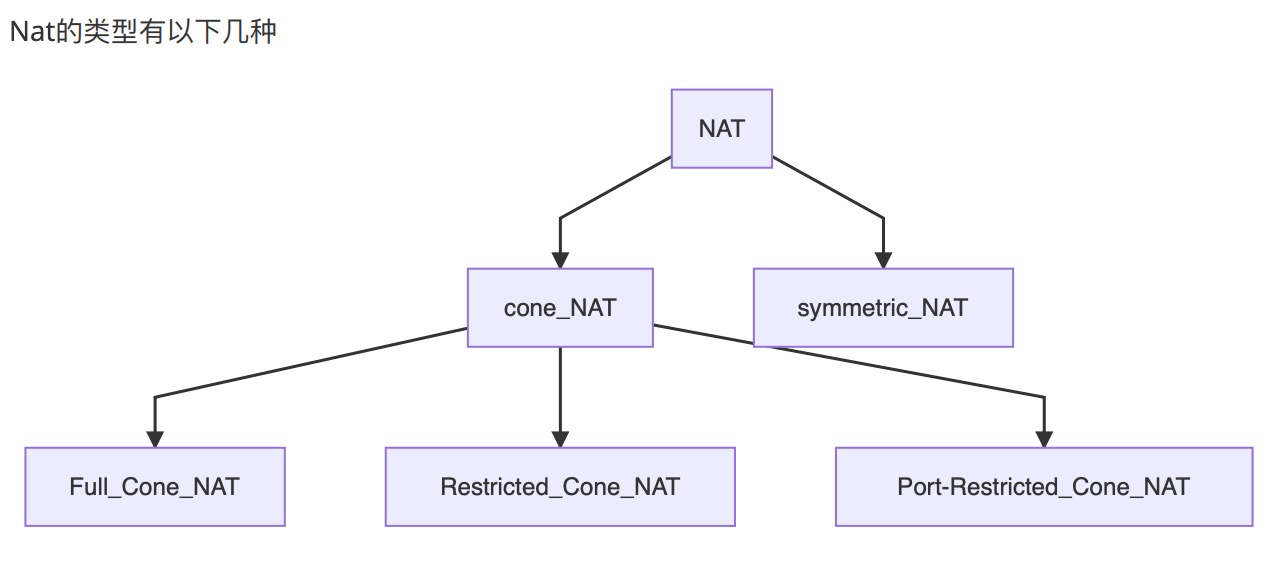 Nat的类型有以下几种
NAT
cone_NAT
symmetric_NAT
Full_Cone_NAT
Restricted_Cone_NAT
Port-Restricted_Cone_NAT